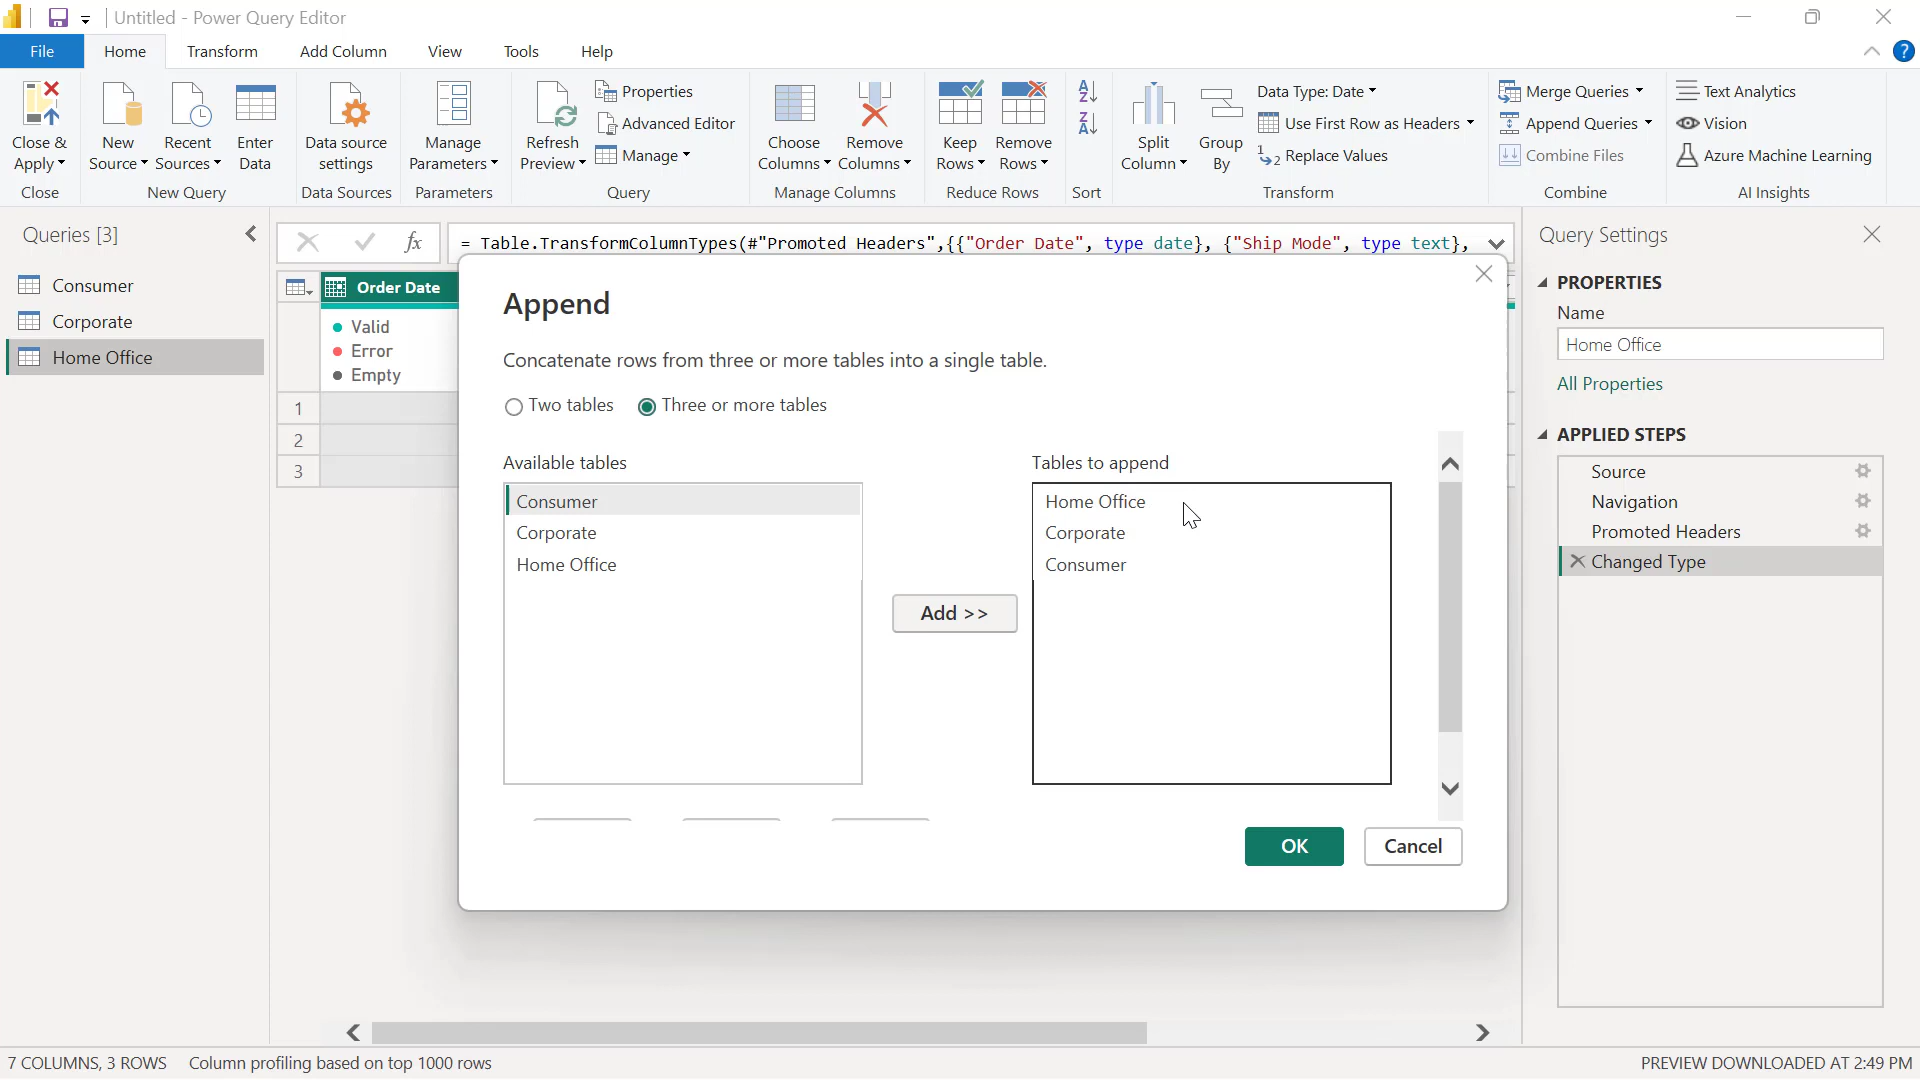 Untitled - Power Query Editor
File Home Transform Add Column View Tools Help
Close & Apply
Close
New Source
Recent Sources
Enter Data
New Query
Data source settings
Data Sources
Manage Parameters
Parameters
Refresh Preview
Properties
Advanced Editor
Manage
Query
Choose Columns
Remove Columns
Manage Columns
Keep Rows
Remove Rows
Reduce Rows
Sort
Split Column
Group By
Data Type: Date
Use First Row as Headers
Replace Values
Transform
Merge Queries
Append Queries
Combine Files
Combine
Text Analytics
Vision
Azure Machine Learning
AI Insights
Queries [3]
Consumer
Corporate
Home Office
fx
= Table.TransformColumnTypes(#"Promoted Headers",{{"Order Date", type date}, {"Ship Mode", type text},
Order Date
Valid
Error
Empty
1
2
3
Append
Concatenate rows from three or more tables into a single table.
Two tables Three or more tables
Available tables
Consumer
Corporate
Home Office
Add >>
Tables to append
Home Office
Corporate
Consumer
OK Cancel
Query Settings
PROPERTIES
Name
Home Office
All Properties
APPLIED STEPS
Source
Navigation
Promoted Headers
Changed Type
7 COLUMNS, 3 ROWS Column profiling based on top 1000 rows
PREVIEW DOWNLOADED AT 2:49 PM